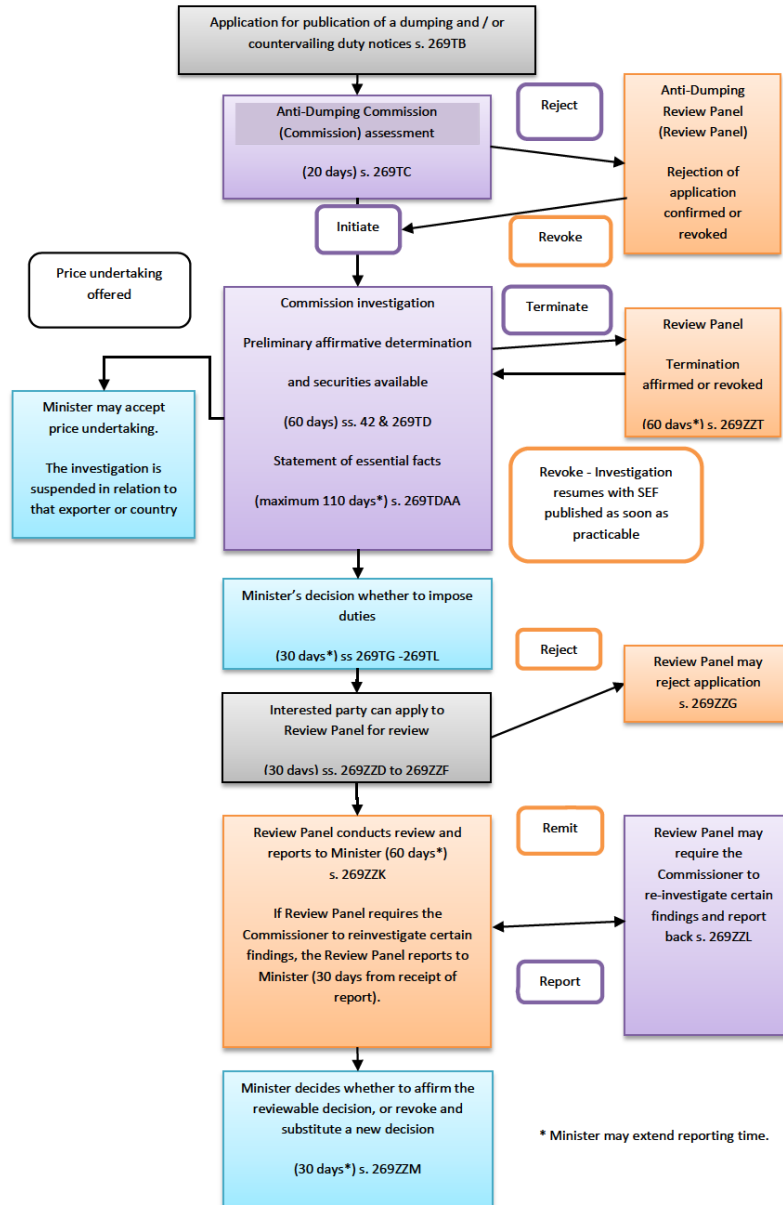 Application for publication of a dumping and / or
countervailing duty notices s. 269TB
Anti-Dumping Commission
(Commission) assessment
(20 days) s. 269TC
Reject
Anti-Dumping
Review Panel
(Review Panel)
Rejection of
application
confirmed or
revoked
Initiate
Revoke
Price undertaking
offered
Commission investigation
Preliminary affirmative determination
and securities available
(60 days) ss. 42 & 269TD
Statement of essential facts
(maximum 110 days*) s. 269TDAA
Terminate
Review Panel
Termination
affirmed or revoked
(60 days*) s. 269ZZT
Minister may accept
price undertaking.
The investigation is
suspended in relation to
that exporter or country
Revoke - Investigation
resumes with SEF
published as soon as
practicable
Minister's decision whether to impose
duties
(30 days*) ss 269TG -269TL
Reject
Review Panel may
reject application
s. 269ZZG
Interested party can apply to
Review Panel for review
(30 days) ss. 269ZZD to 269ZZF
Review Panel conducts review and
reports to Minister (60 days*)
s. 269ZZK
If Review Panel requires the
Commissioner to reinvestigate certain
findings, the Review Panel reports to
Minister (30 days from receipt of
report).
Remit
Review Panel may
require the
Commissioner to
re-investigate certain
findings and report
back s. 269ZZL
Report
Minister decides whether to affirm the
reviewable decision, or revoke and
substitute a new decision
(30 days*) s. 269ZZM
* Minister may extend reporting time.